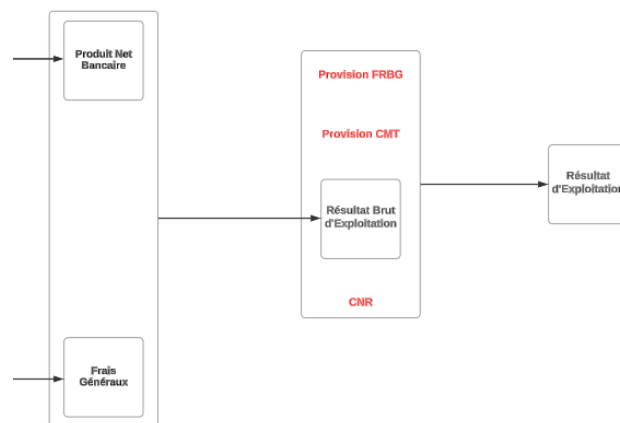 Produit Net
Bancaire
Provision FRBG
Provision CMT
Résultat Brut
d'Exploitation
CNR
Résultat
d'Exploitation
Frais
Généraux